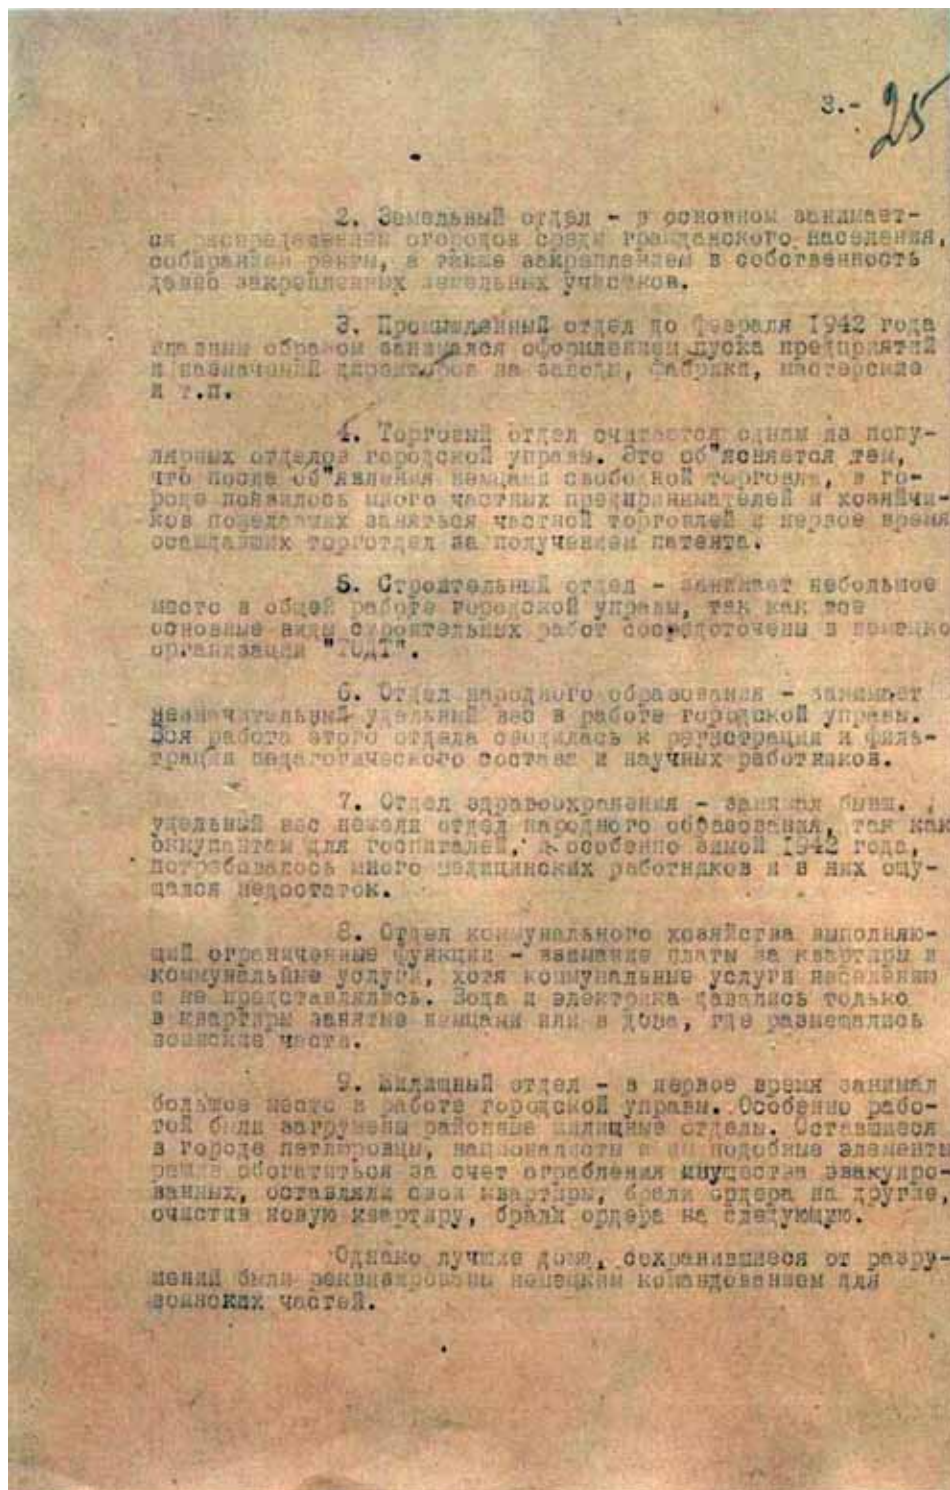 3.-
25
2. Земельный отдел - в основном занимает-
ся распределением огородов среди гражданского населения,
собиранием ренты, а также закреплением в собственность
давно закрепленных земельных участков.
3. Промышленный отдел до февраля 1942 года
главным образом занимался оформлением пуска предприятий
и назначений директоров на заводы, фабрики, мастерские
и т.п.
4. Торговый отдел считается одним из попу-
лярных отделов городской управы. Это об"ясняется тем,
что после об"явления немцами свободной торговли, в го-
роде появилось много частных предпринимателей и хозяйчи-
ков пожелавших заняться частной торговлей и первое время
осаждавших торготдел за получением патента.
5. Строительный отдел - занимает небольшое
место в общей работе городской управы, так как все
основные виды строительных работ сосредоточены в немецко
организации "ТОДТ".
6. Отдел народного образования - занимает
незначительный удельный вес в работе городской управы.
Вся работа этого отдела сводилась к регистрации и филь-
трации педагогического состава и научных работников.
7. Отдел здравоохранения - занимал бывш.
удельный вес нежели отдел народного образования, так как
оккупантам для госпиталей, а особенно зимой 1942 года,
потребовалось много медицинских работников и в них ощу-
щался недостаток.
8. Отдел коммунального хозяйства выполняю-
щий ограниченные функции - взимание платы за квартиры и
коммунальные услуги, хотя коммунальные услуги населению
и не представлялись. Вода и электрика давались только
в квартиры занятые немцами или в дома, где размещались
воинские части.
9. Жилищный отдел - в первое время занимал
большое место в работе городской управы. Особенно рабо-
той были загружены районные жилищные отделы. Оставшиеся
в городе петлюровцы, националисты и им подобные элементы
решив обогатиться за счет ограбления имущества эвакуиро-
ванных, оставляли свои квартиры, брали ордера на другие,
очистив новую квартиру, брали ордера на следующую.
Однако лучшие дома, сохранившиеся от разру-
шений были реквизированы немецким командованием для
воинских частей.